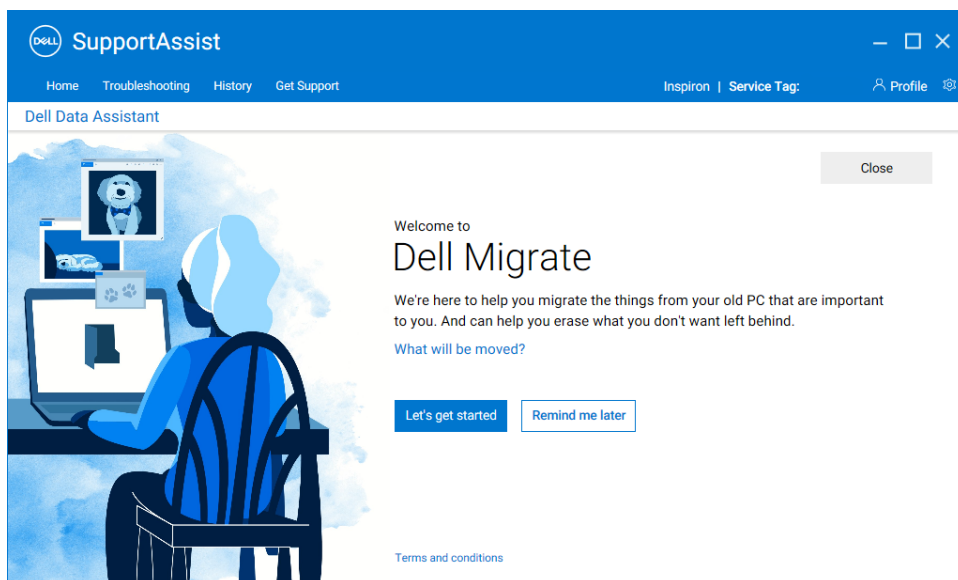 DELL SupportAssist
Home Troubleshooting History Get Support Inspiron | Service Tag: Profile
Dell Data Assistant
Close
Welcome to
Dell Migrate
We're here to help you migrate the things from your old PC that are important
to you. And can help you erase what you don't want left behind.
What will be moved?
Let's get started Remind me later
Terms and conditions